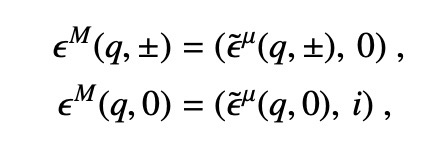 ϵ^M(q, ±) = (ε̃^μ(q, ±), 0) ,
ϵ^M(q, 0) = (ε̃^μ(q, 0), i) ,